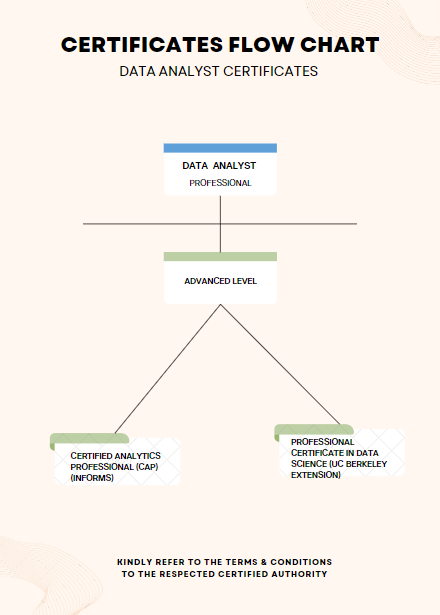 CERTIFICATES FLOW CHART
DATA ANALYST CERTIFICATES
DATA ANALYST
PROFESSIONAL
ADVANCED LEVEL
CERTIFIED ANALYTICS
PROFESSIONAL (CAP)
(INFORMS)
PROFESSIONAL
CERTIFICATE IN DATA
SCIENCE (UC BERKELEY
EXTENSION)
KINDLY REFER TO THE TERMS & CONDITIONS
TO THE RESPECTED CERTIFIED AUTHORITY